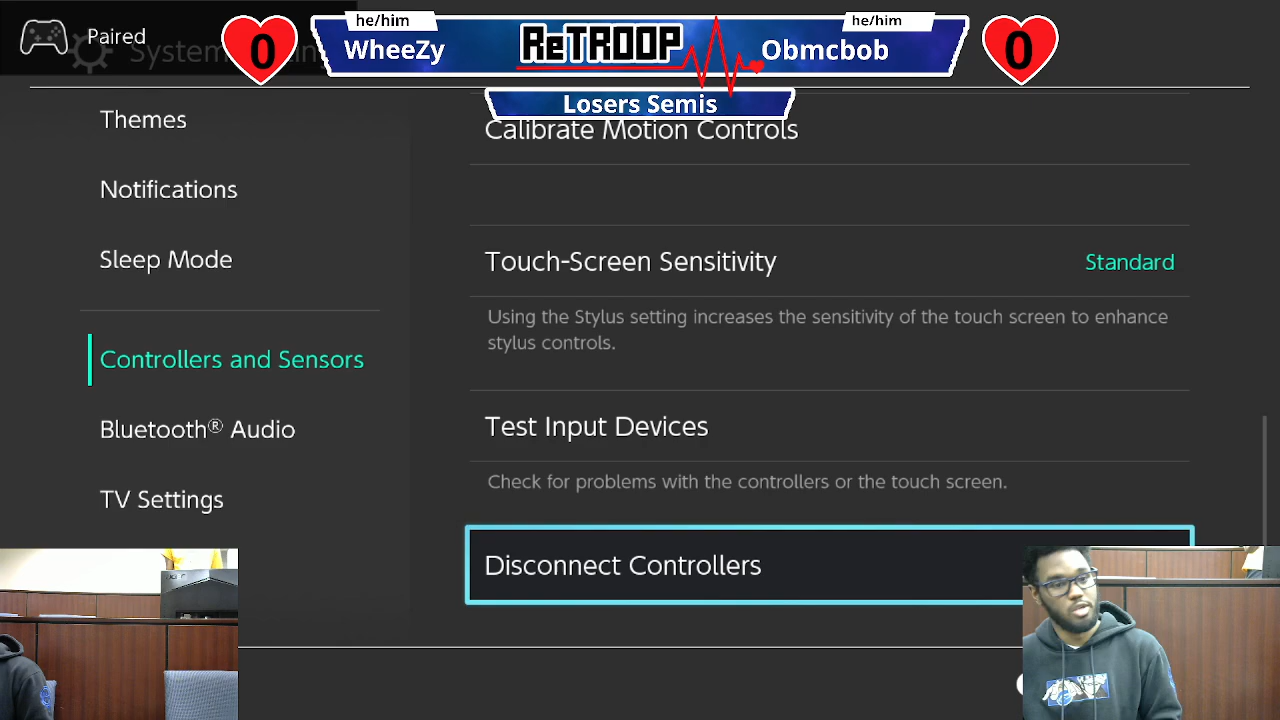 Paired
System
0
he/him
WheeZy
ReTROOP
he/him
Obmcbob
0
Losers Semis
Themes
Notifications
Sleep Mode
Controllers and Sensors
Bluetooth® Audio
TV Settings
Calibrate Motion Controls
Touch-Screen Sensitivity
Standard
Using the Stylus setting increases the sensitivity of the touch screen to enhance
stylus controls.
Test Input Devices
Check for problems with the controllers or the touch screen.
Disconnect Controllers